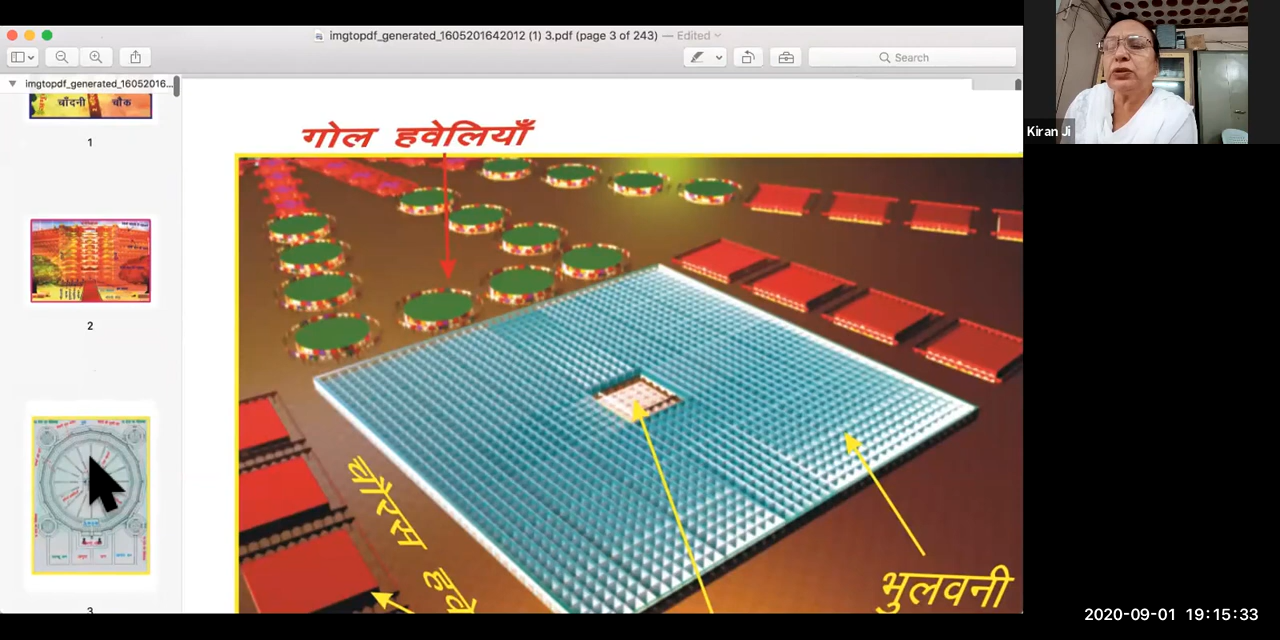 imgtopdf_generated_1605201642012 (1) 3.pdf (page 3 of 243) — Edited
Search
imgtopdf_generated_16052016...
चाँदनी चौक
1
2
3
गोल हवेलियाँ
चौरस हवे
भुलवनी
Kiran Ji
2020-09-01 19:15:33